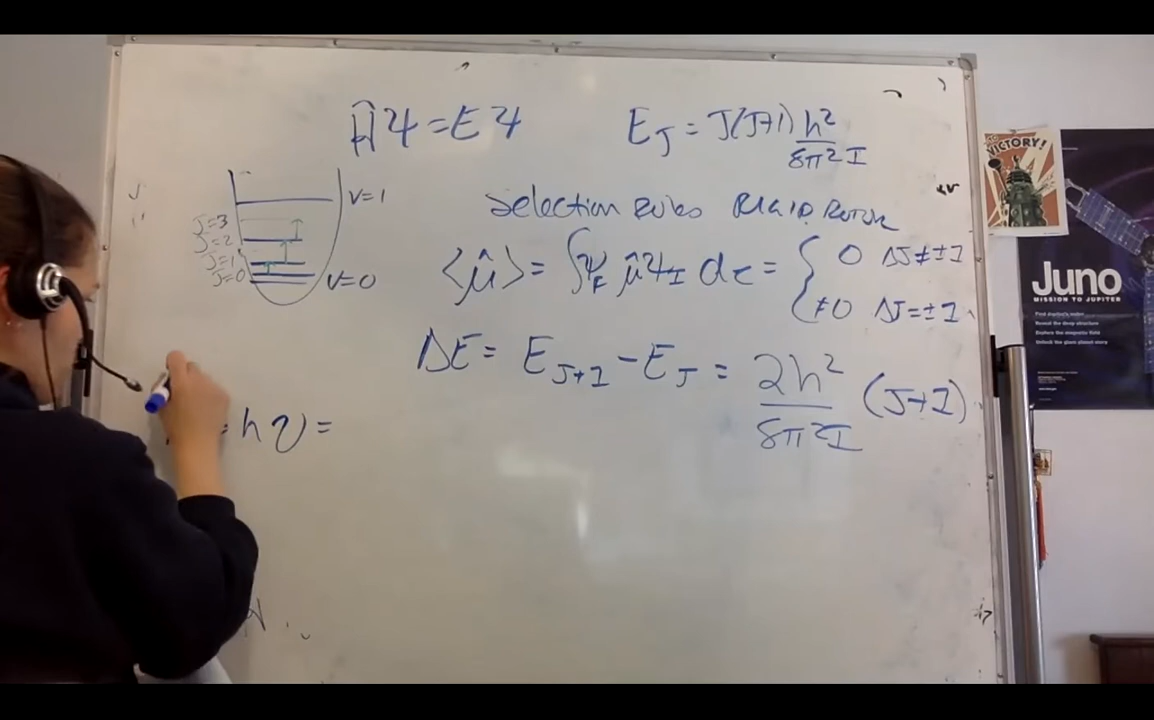 ĤΨ=EΨ
E_J = J(J+1) h²/8π²I
v=1
J=3
J=2
J=1
J=0
v=0
Selection Rules RIGID ROTOR
⟨μ̂⟩ = ∫Ψ_F μ̂ Ψ_I dτ = { 0 ΔJ≠±1
≠0 ΔJ=±1
ΔE = E_J+1 - E_J = 2h²/8π²I (J+1)
= hν =
VICTORY!
Juno
MISSION TO JUPITER